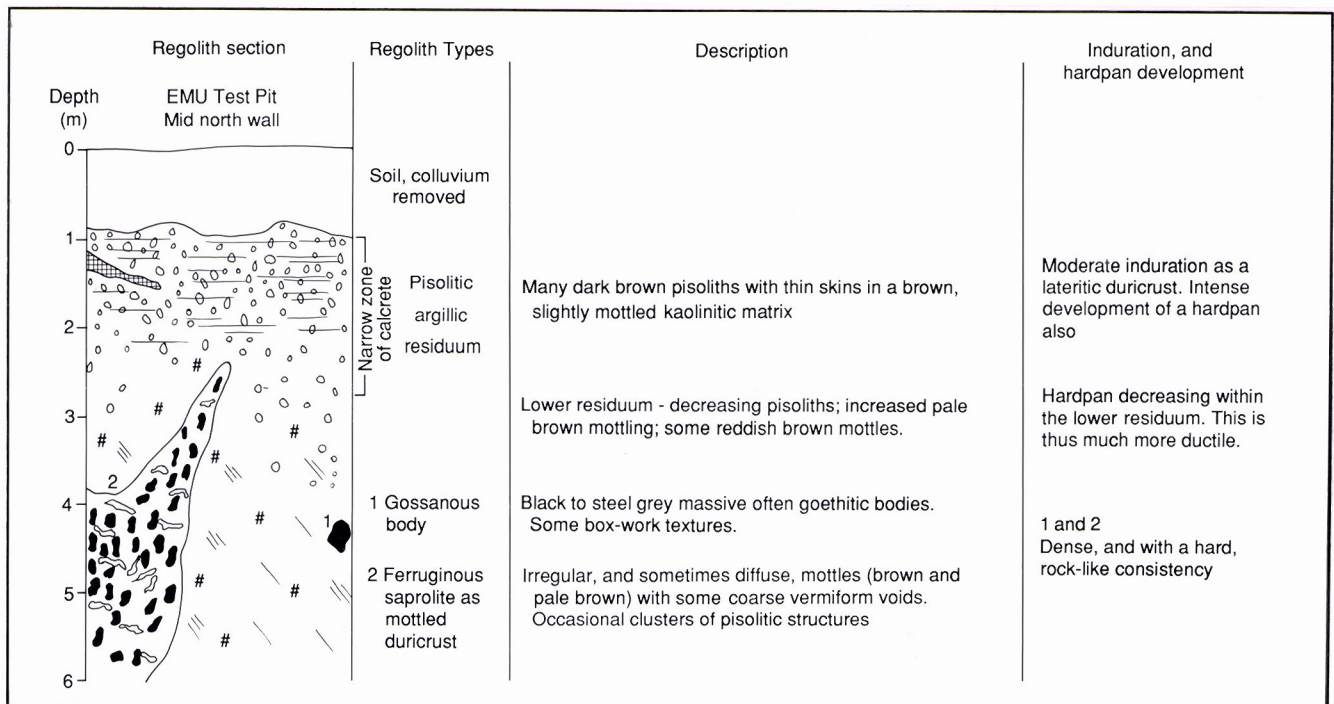 Regolith section
Regolith Types
Description
Induration, and
hardpan development
Depth
(m)
EMU Test Pit
Mid north wall
0
1
2
3
4
5
6
Soil, colluvium
removed
Narrow zone
of calcrete
Pisolitic
argillic
residuum
Many dark brown pisoliths with thin skins in a brown,
slightly mottled kaolinitic matrix
Moderate induration as a
lateritic duricrust. Intense
development of a hardpan
also
Lower residuum - decreasing pisoliths; increased pale
brown mottling; some reddish brown mottles.
Hardpan decreasing within
the lower residuum. This is
thus much more ductile.
2
1
1 Gossanous
body
Black to steel grey massive often goethitic bodies.
Some box-work textures.
1 and 2
Dense, and with a hard,
rock-like consistency
2 Ferruginous
saprolite as
mottled
duricrust
Irregular, and sometimes diffuse, mottles (brown and
pale brown) with some coarse vermiform voids.
Occasional clusters of pisolitic structures
#
#
#
#
#
#
#
#
#